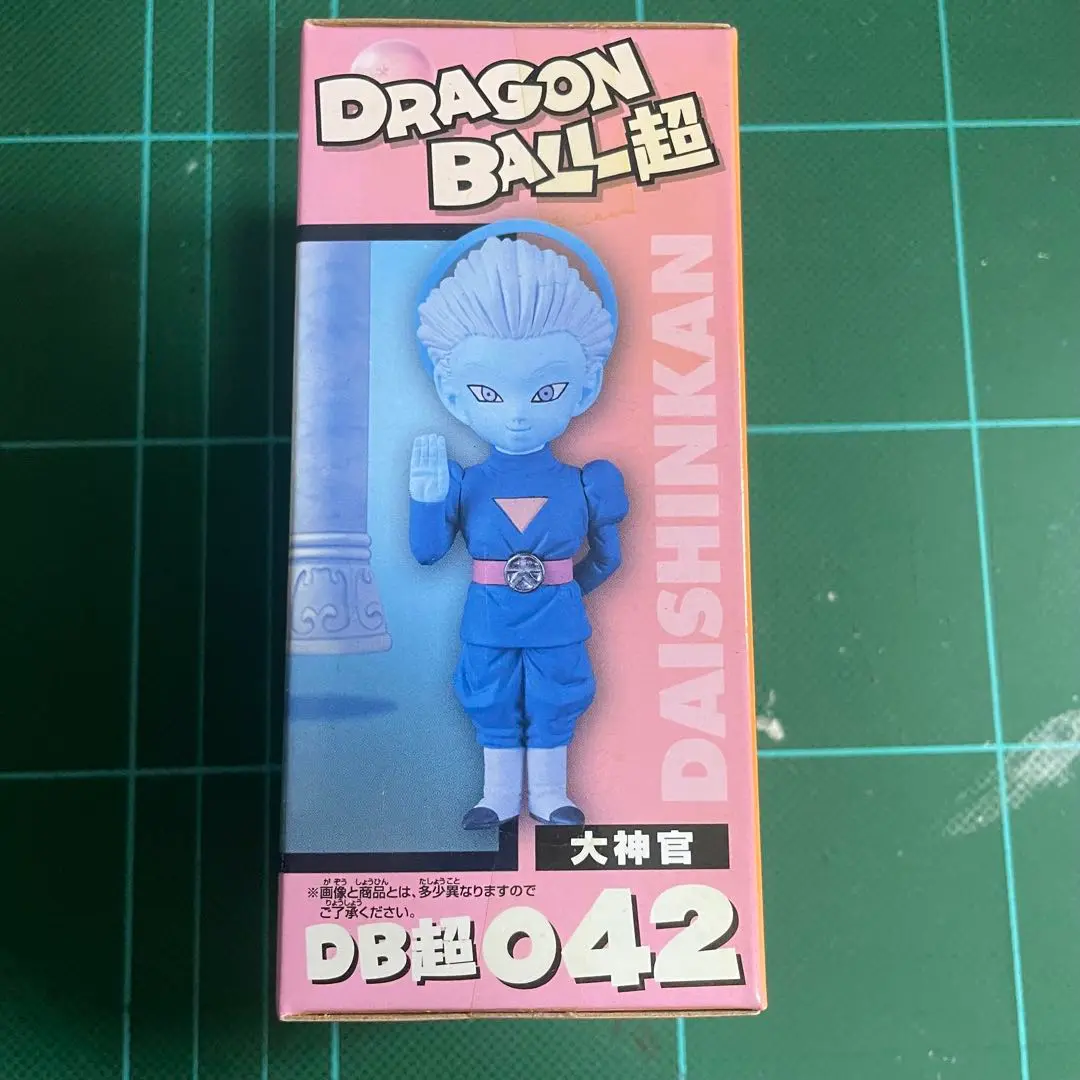 DRAGON
BALL超
DAISHINKAN
大神官
※画像と商品とは、多少異なりますので
ご了承ください。
DB超042